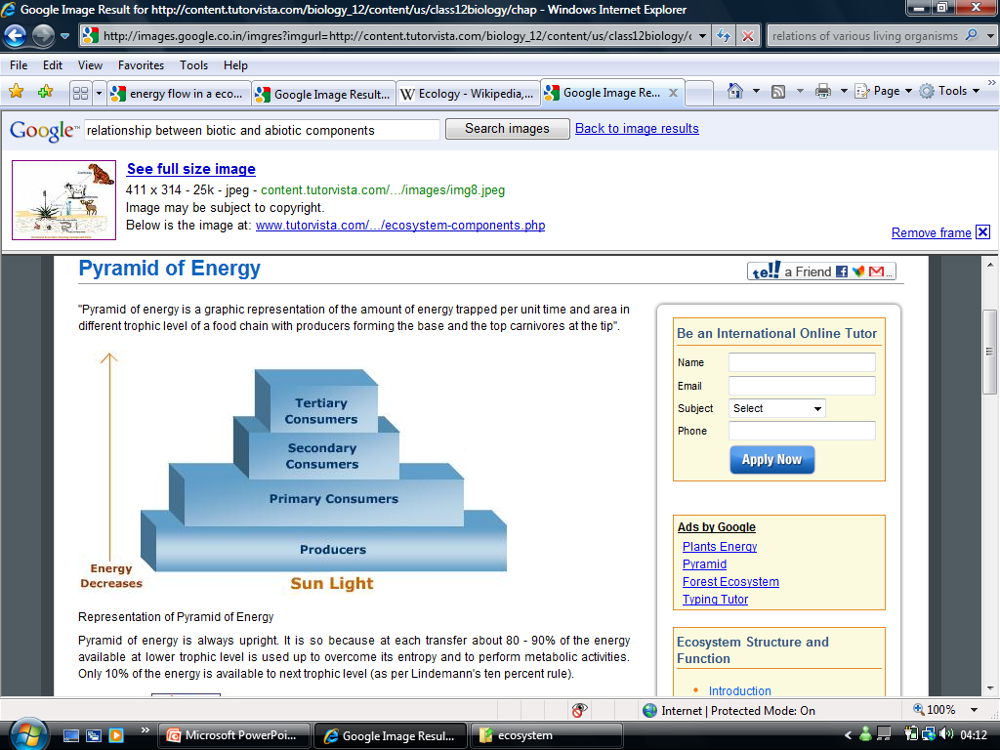 Google Image Result for http://content.tutorvista.com/biology_12/content/us/class12biology/chap - Windows Internet Explorer
http://images.google.co.in/imgres?imgurl=http://content.tutorvista.com/biology_12/content/us/class12biology/c
relations of various living organisms
File Edit View Favorites Tools Help
energy flow in a eco...
Google Image Result...
W Ecology - Wikipedia,...
Google Image Re...
Page Tools
Google relationship between biotic and abiotic components Search images Back to image results
See full size image
411 x 314 - 25k - jpeg - content.tutorvista.com/.../images/img8.jpeg
Image may be subject to copyright.
Below is the image at: www.tutorvista.com/.../ecosystem-components.php
Remove frame
Pyramid of Energy
tell! a Friend
"Pyramid of energy is a graphic representation of the amount of energy trapped per unit time and area in
different trophic level of a food chain with producers forming the base and the top carnivores at the tip".
Tertiary
Consumers
Secondary
Consumers
Primary Consumers
Producers
Energy
Decreases
Sun Light
Representation of Pyramid of Energy
Pyramid of energy is always upright. It is so because at each transfer about 80 - 90% of the energy
available at lower trophic level is used up to overcome its entropy and to perform metabolic activities.
Only 10% of the energy is available to next trophic level (as per Lindemann's ten percent rule).
Be an International Online Tutor
Name
Email
Subject Select
Phone
Apply Now
Ads by Google
Plants Energy
Pyramid
Forest Ecosystem
Typing Tutor
Ecosystem Structure and
Function
Introduction
Internet | Protected Mode: On
100%
Microsoft PowerPoi...
Google Image Resul...
ecosystem
04:12